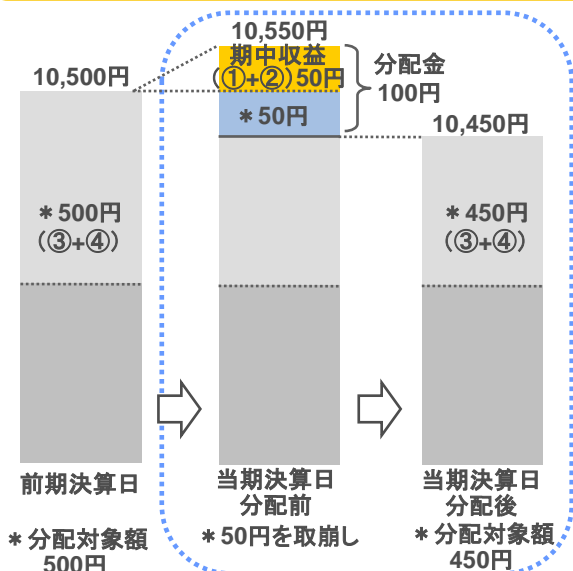 10,550円
期中収益
(①+②)50円
分配金
100円
10,500円
10,450円
＊50円
＊500円
(③+④)
＊450円
(③+④)
前期決算日
当期決算日
分配前
当期決算日
分配後
＊分配対象額
500円
＊50円を取崩し
＊分配対象額
450円